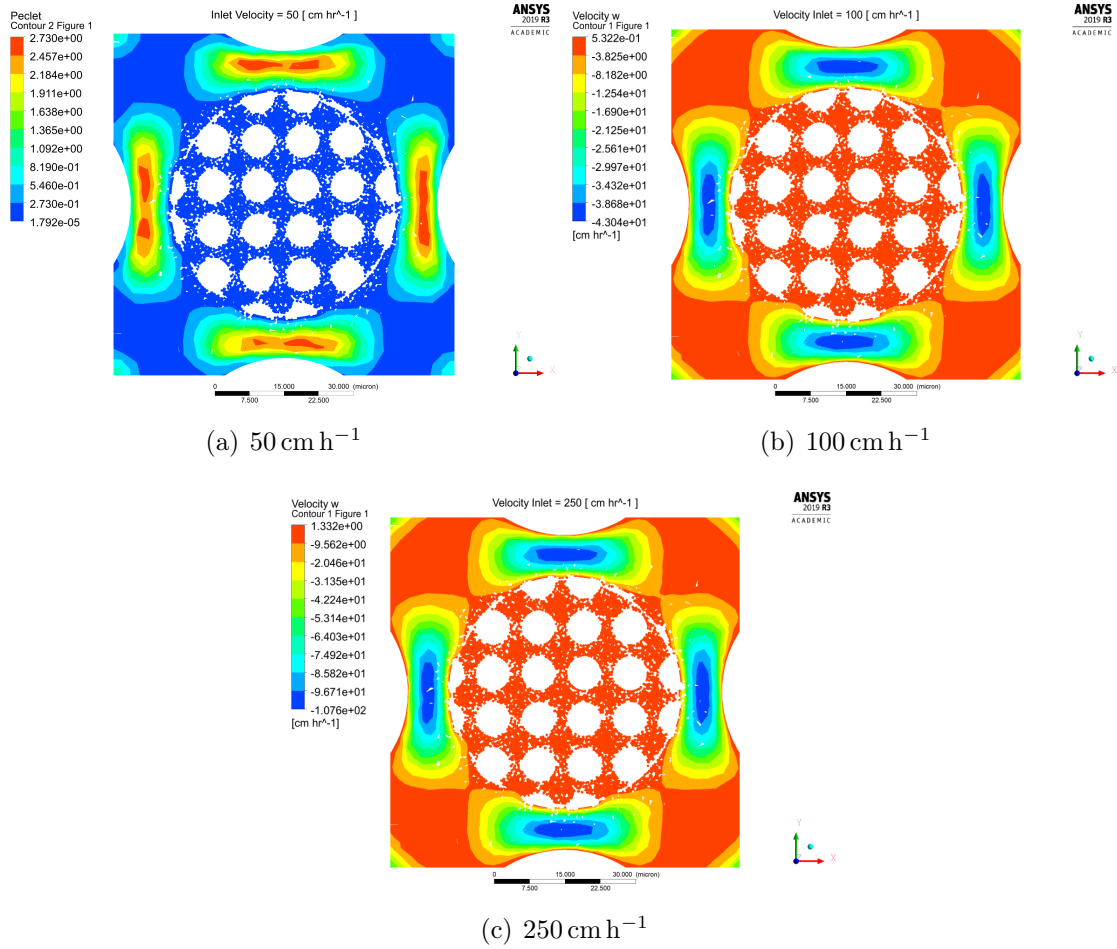 Peclet
Contour 2 Figure 1
2.730e+00
2.457e+00
2.184e+00
1.911e+00
1.638e+00
1.365e+00
1.092e+00
8.190e-01
5.460e-01
2.730e-01
1.792e-05
Inlet Velocity = 50 [ cm hr^-1 ]
ANSYS
2019 R3
ACADEMIC
0 15.000 30.000 (micron)
7.500 22.500
Y
X
(a) 50 cm h−1
Velocity w
Contour 1 Figure 1
5.322e-01
-3.825e+00
-8.182e+00
-1.254e+01
-1.690e+01
-2.125e+01
-2.561e+01
-2.997e+01
-3.432e+01
-3.868e+01
-4.304e+01
[cm hr^-1]
Velocity Inlet = 100 [ cm hr^-1 ]
ANSYS
2019 R3
ACADEMIC
0 15.000 30.000 (micron)
7.500 22.500
Y
X
(b) 100 cm h−1
Velocity w
Contour 1 Figure 1
1.332e+00
-9.562e+00
-2.046e+01
-3.135e+01
-4.224e+01
-5.314e+01
-6.403e+01
-7.492e+01
-8.582e+01
-9.671e+01
-1.076e+02
[cm hr^-1]
Velocity Inlet = 250 [ cm hr^-1 ]
ANSYS
2019 R3
ACADEMIC
0 15.000 30.000 (micron)
7.500 22.500
Y
X
(c) 250 cm h−1